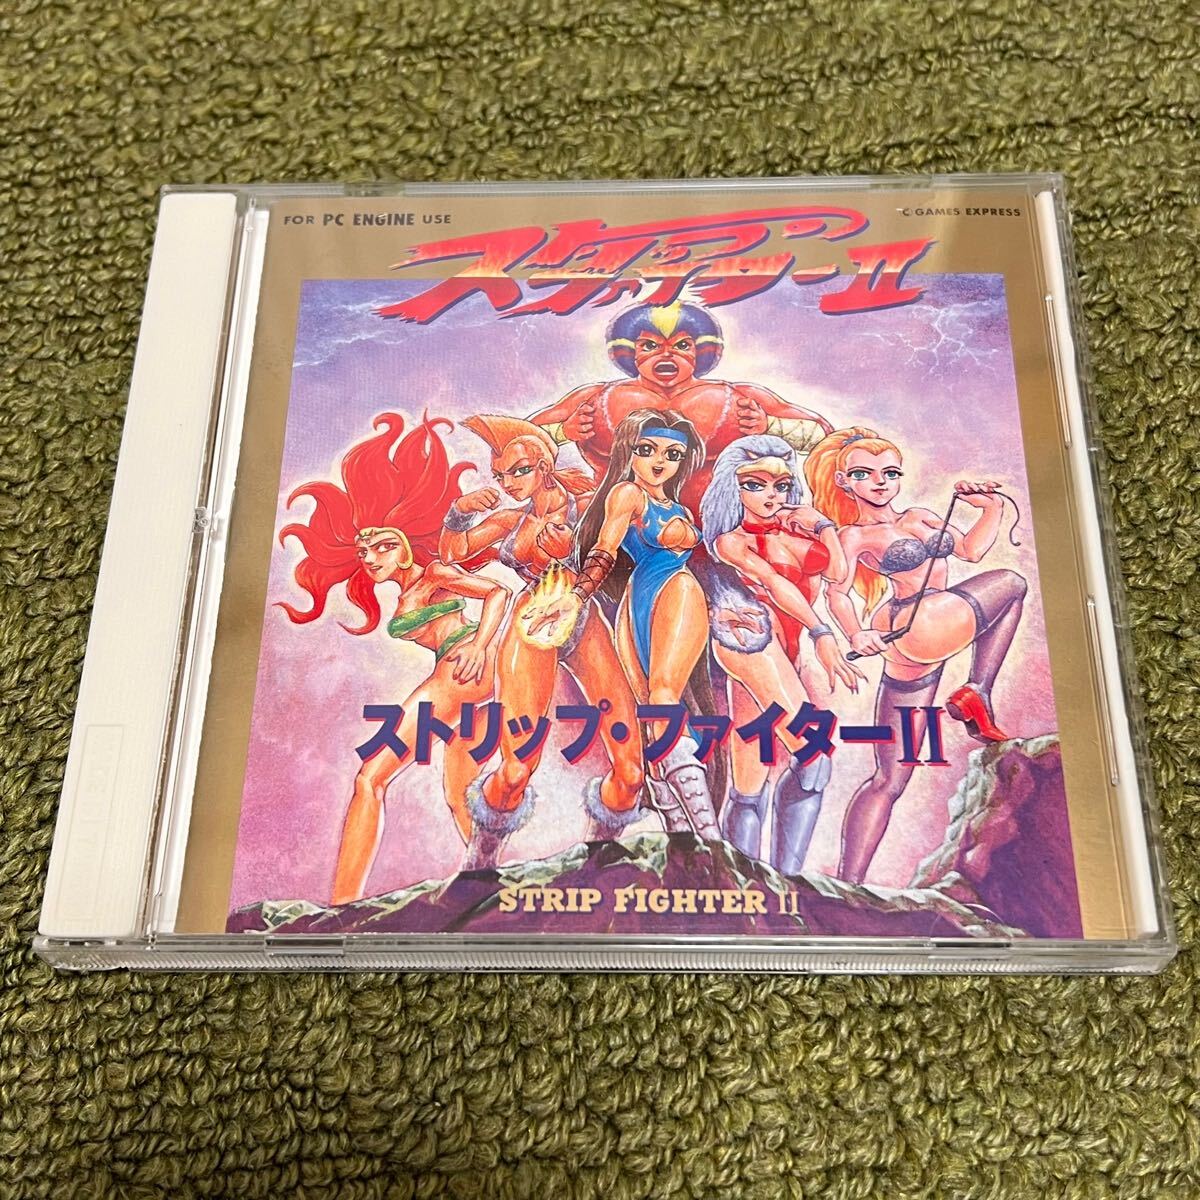 FOR PC ENGINE USE
© GAMES EXPRESS
ストリップ・ファイターII
STRIP FIGHTER II